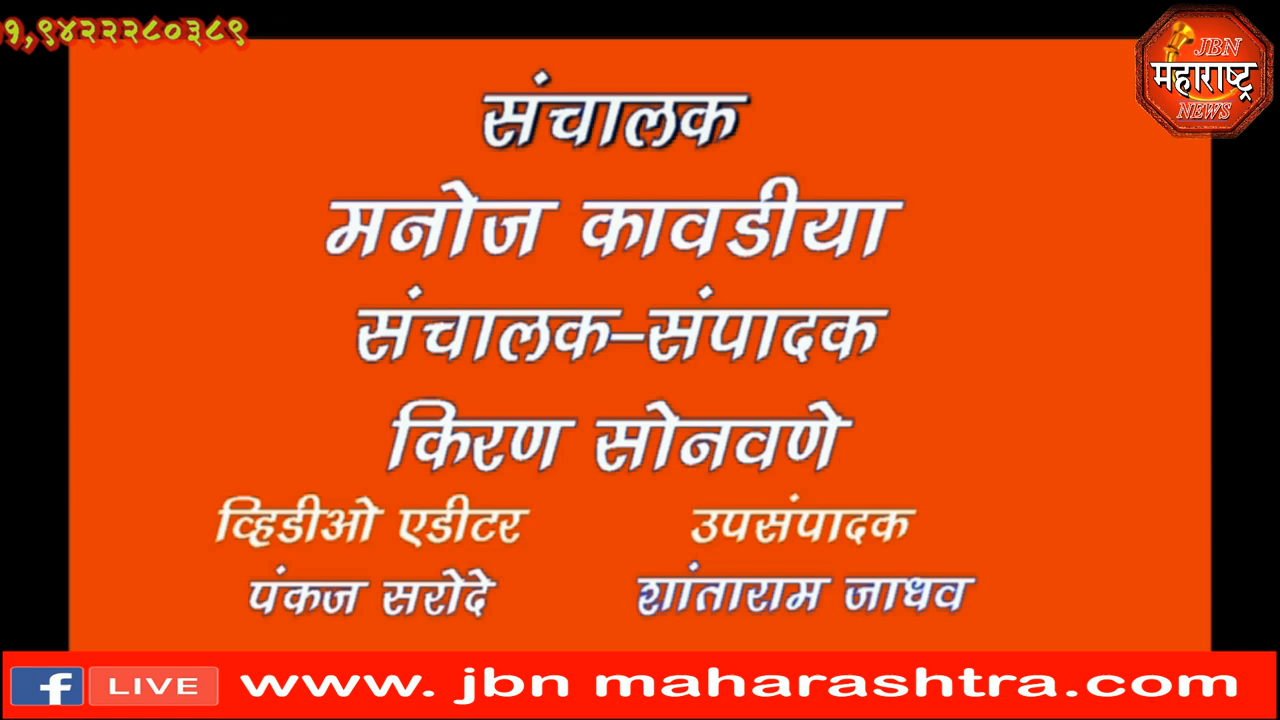 १,९४२२२८०३८९
JBN
महाराष्ट्र
NEWS
संचालक
मनोज कावडीया
संचालक-संपादक
किरण सोनवणे
व्हिडीओ एडीटर उपसंपादक
पंकज सरोदे शांताराम जाधव
f LIVE www. jbn maharashtra.com